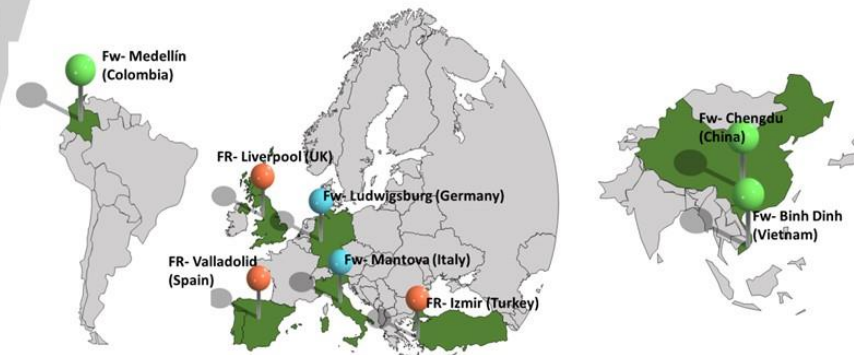 Fw- Medellín
(Colombia)
FR- Liverpool (UK)
Fw- Ludwigsburg (Germany)
FR- Valladolid
(Spain)
Fw- Mantova (Italy)
FR- Izmir (Turkey)
Fw- Chengdu
(China)
Fw- Binh Dinh
(Vietnam)